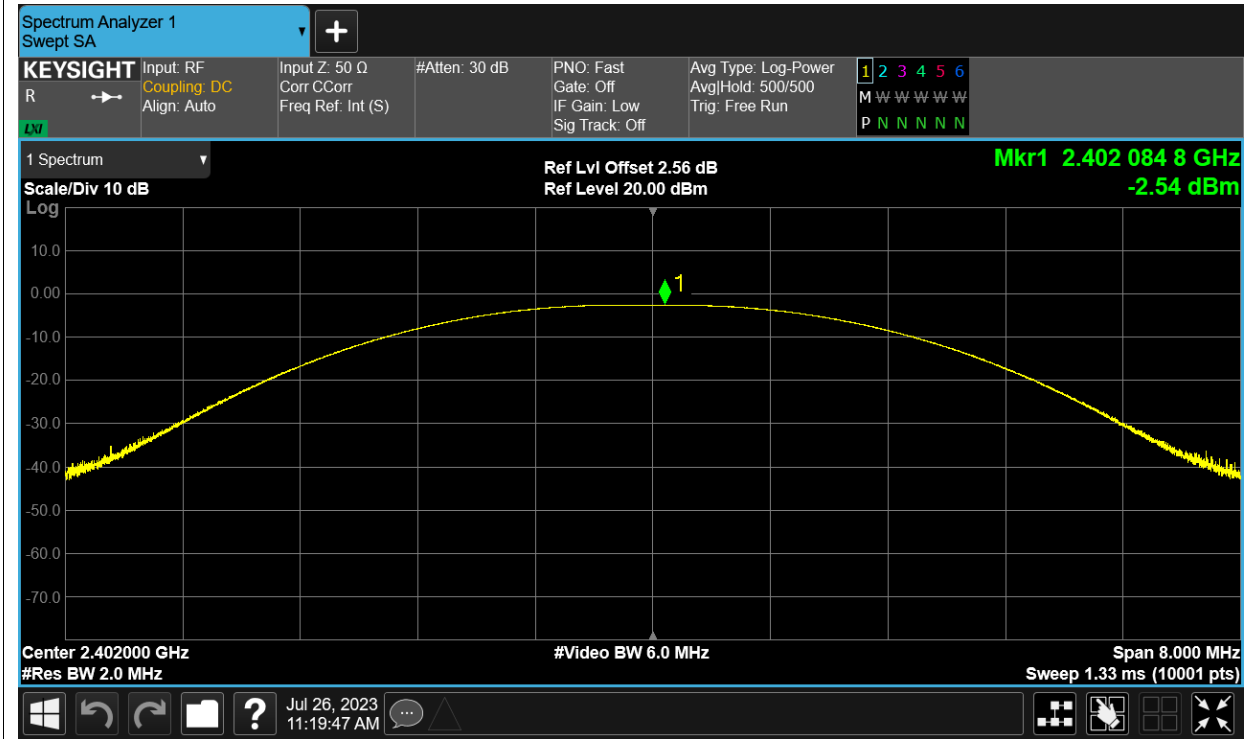 Spectrum Analyzer 1
Swept SA
KEYSIGHT
R
LXI
Input: RF
Coupling: DC
Align: Auto
Input Z: 50 Ω
Corr CCorr
Freq Ref: Int (S)
#Atten: 30 dB
PNO: Fast
Gate: Off
IF Gain: Low
Sig Track: Off
Avg Type: Log-Power
Avg|Hold: 500/500
Trig: Free Run
1 2 3 4 5 6
M W W W W W
P N N N N N
1 Spectrum
Scale/Div 10 dB
Log
Ref Lvl Offset 2.56 dB
Ref Level 20.00 dBm
Mkr1 2.402 084 8 GHz
-2.54 dBm
10.0
0.00
-10.0
-20.0
-30.0
-40.0
-50.0
-60.0
-70.0
1
Center 2.402000 GHz
#Res BW 2.0 MHz
#Video BW 6.0 MHz
Span 8.000 MHz
Sweep 1.33 ms (10001 pts)
?
Jul 26, 2023
11:19:47 AM